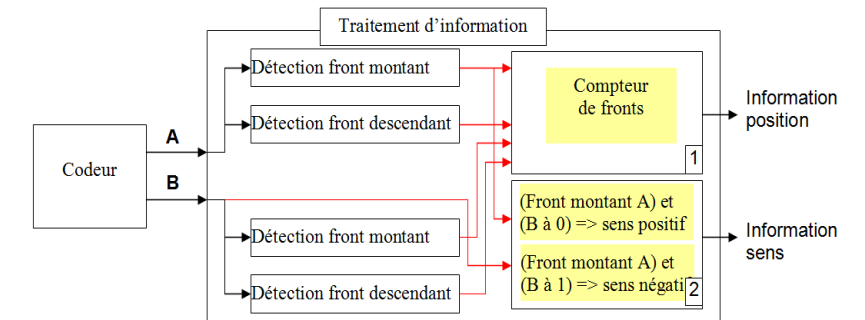 Traitement d’information
Détection front montant
Compteur
de fronts
Information
position
Détection front descendant
A
Codeur
1
B
(Front montant A) et
(B à 0) => sens positif
Information
sens
Détection front montant
(Front montant A) et
(B à 1) => sens négatif
2
Détection front descendant